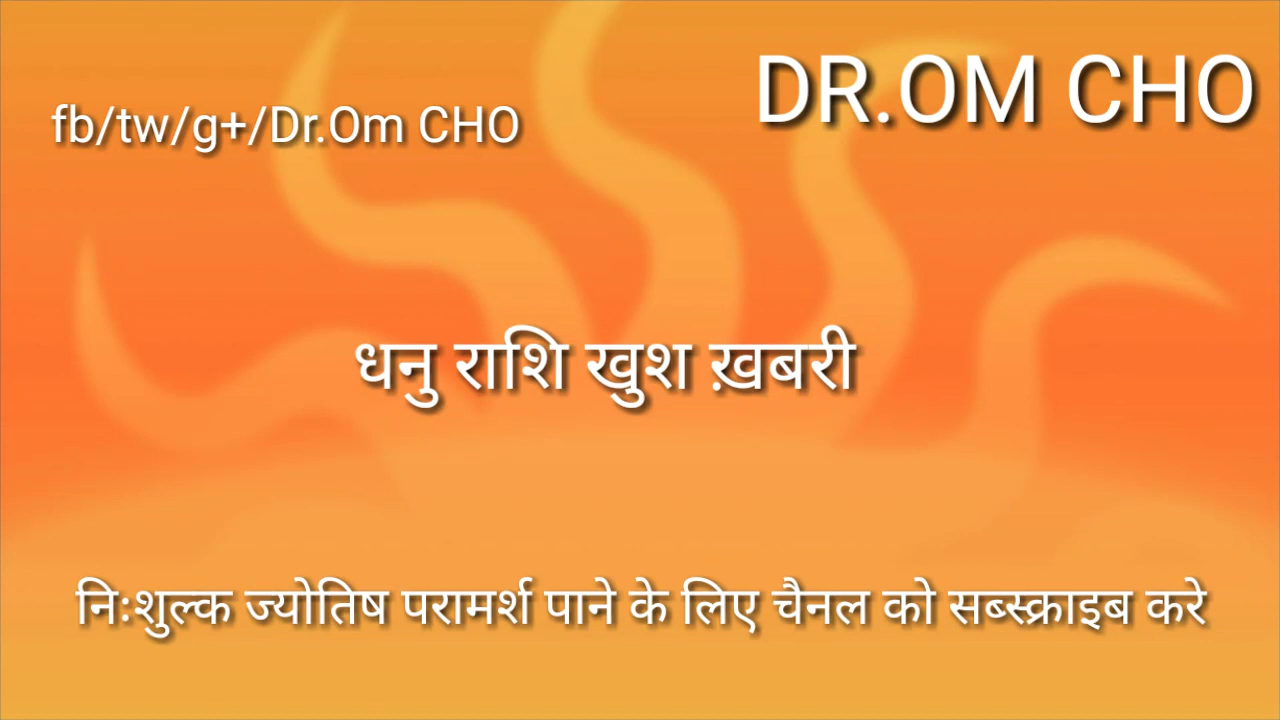 DR.OM CHO
fb/tw/g+/Dr.Om CHO
धनु राशि खुश ख़बरी
निःशुल्क ज्योतिष परामर्श पाने के लिए चैनल को सब्स्क्राइब करे